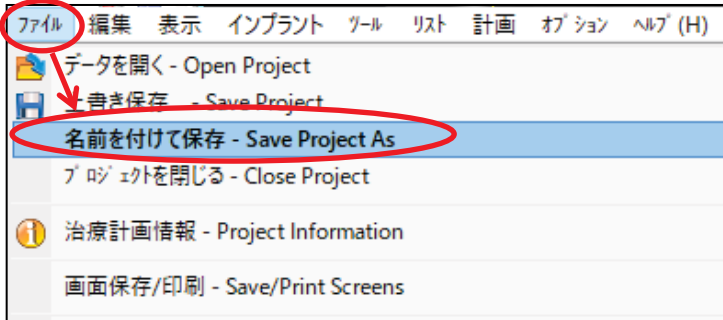 ファイル 編集 表示 インプラント ツール リスト 計画 オプション ヘルプ(H)
データを開く - Open Project
上書き保存 - Save Project
名前を付けて保存 - Save Project As
プロジェクトを閉じる - Close Project
治療計画情報 - Project Information
画面保存/印刷 - Save/Print Screens